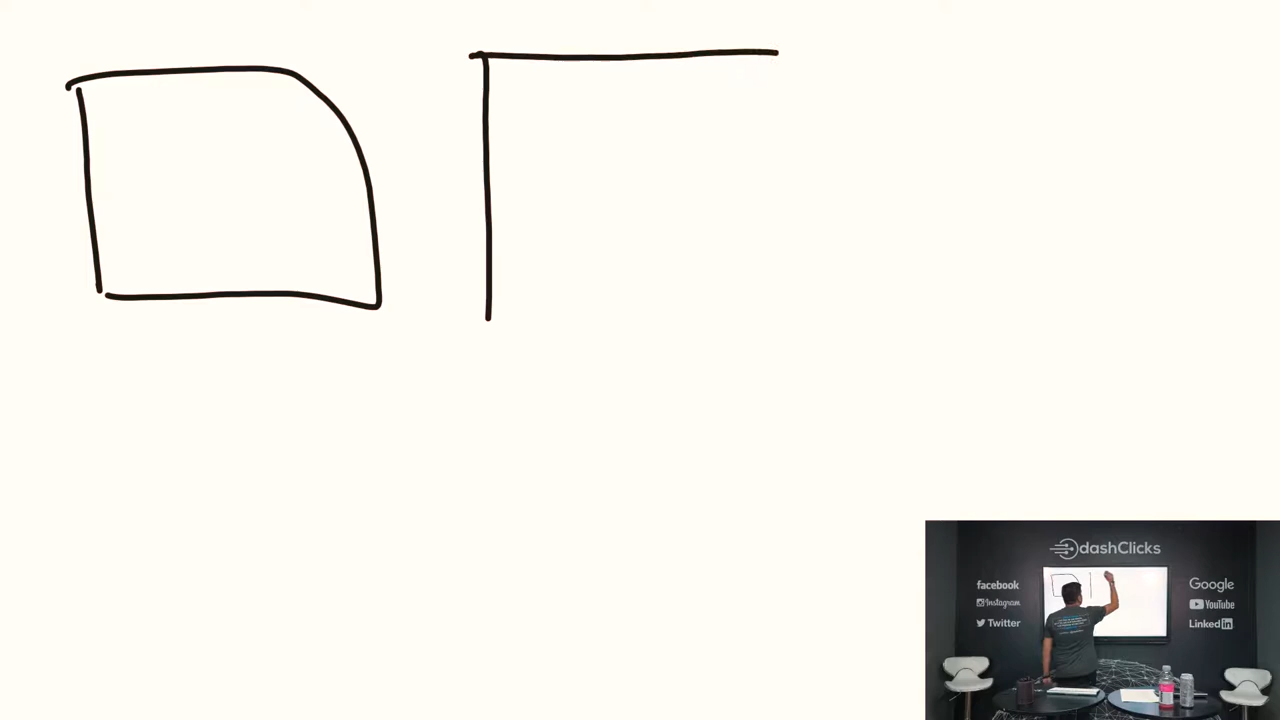 dashClicks
facebook
Instagram
Twitter
Google
YouTube
Linked in